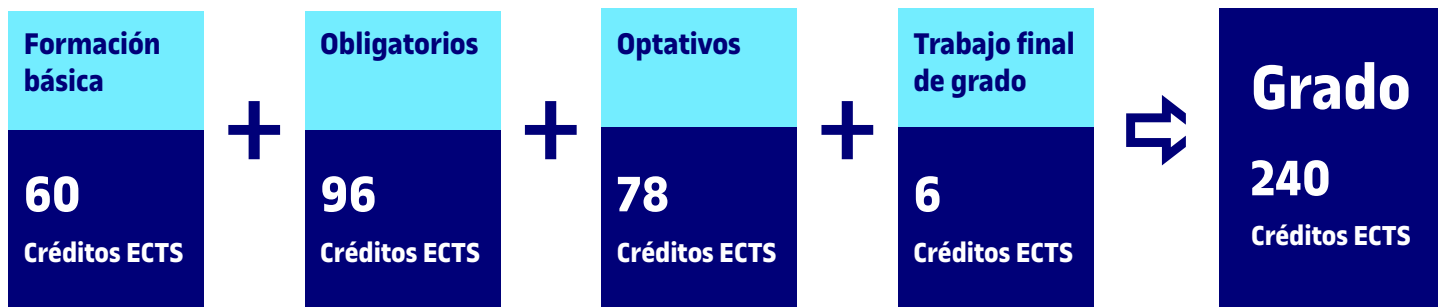 Formación
básica
60
Créditos ECTS
+
Obligatorios
96
Créditos ECTS
+
Optativos
78
Créditos ECTS
+
Trabajo final
de grado
6
Créditos ECTS
Grado
240
Créditos ECTS